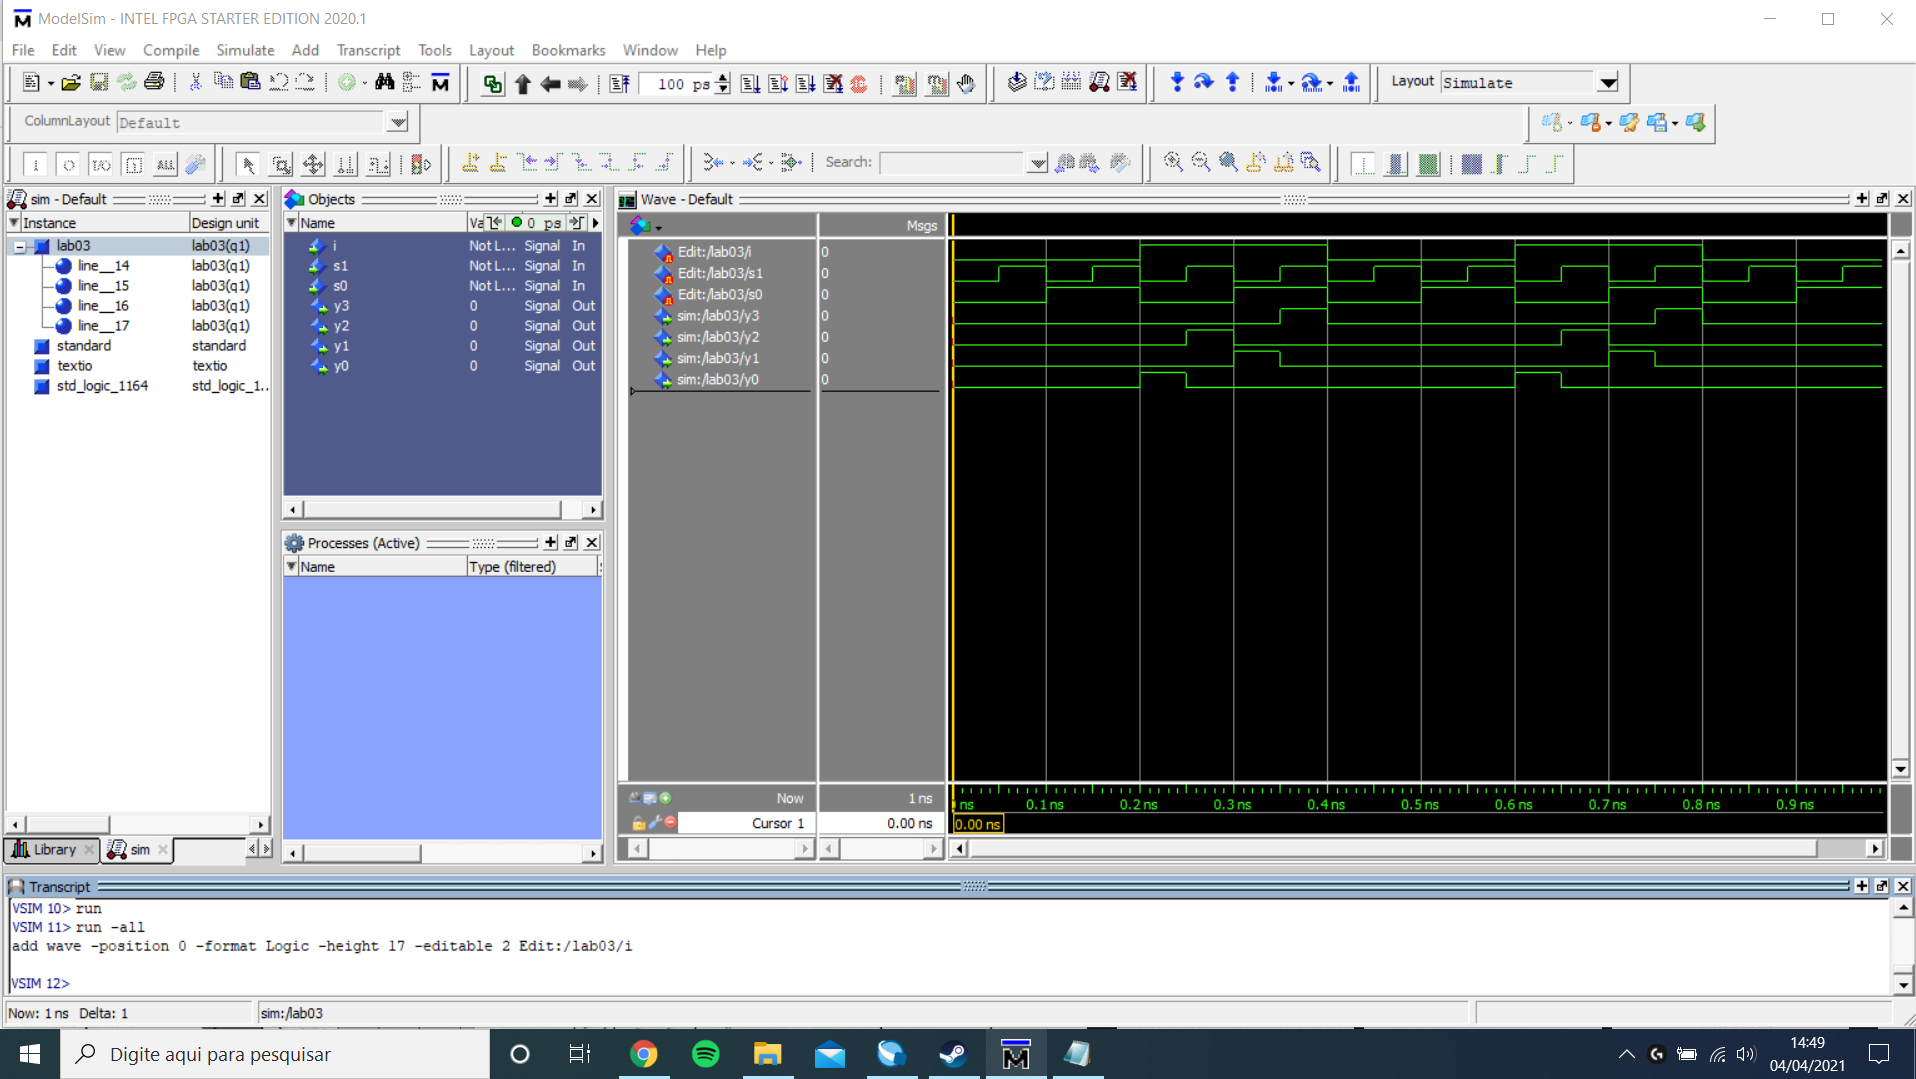 ModelSim - INTEL FPGA STARTER EDITION 2020.1
File Edit View Compile Simulate Add Transcript Tools Layout Bookmarks Window Help
100 ps
Layout Simulate
ColumnLayout Default
Search:
sim - Default
Instance Design unit
lab03 lab03(q1)
line__14 lab03(q1)
line__15 lab03(q1)
line__16 lab03(q1)
line__17 lab03(q1)
standard standard
textio textio
std_logic_1164 std_logic_1..
Library sim
Objects
Name Va 0 ps
i Not L... Signal In
s1 Not L... Signal In
s0 Not L... Signal In
y3 0 Signal Out
y2 0 Signal Out
y1 0 Signal Out
y0 0 Signal Out
Processes (Active)
Name Type (filtered)
Wave - Default
Msgs
Edit:/lab03/i 0
Edit:/lab03/s1 0
Edit:/lab03/s0 0
sim:/lab03/y3 0
sim:/lab03/y2 0
sim:/lab03/y1 0
sim:/lab03/y0 0
Now 1 ns
ns 0.1 ns 0.2 ns 0.3 ns 0.4 ns 0.5 ns 0.6 ns 0.7 ns 0.8 ns 0.9 ns
Cursor 1 0.00 ns 0.00 ns
Transcript
VSIM 10> run
VSIM 11> run -all
add wave -position 0 -format Logic -height 17 -editable 2 Edit:/lab03/i
VSIM 12>
Now: 1 ns Delta: 1 sim:/lab03
Digite aqui para pesquisar
14:49
04/04/2021